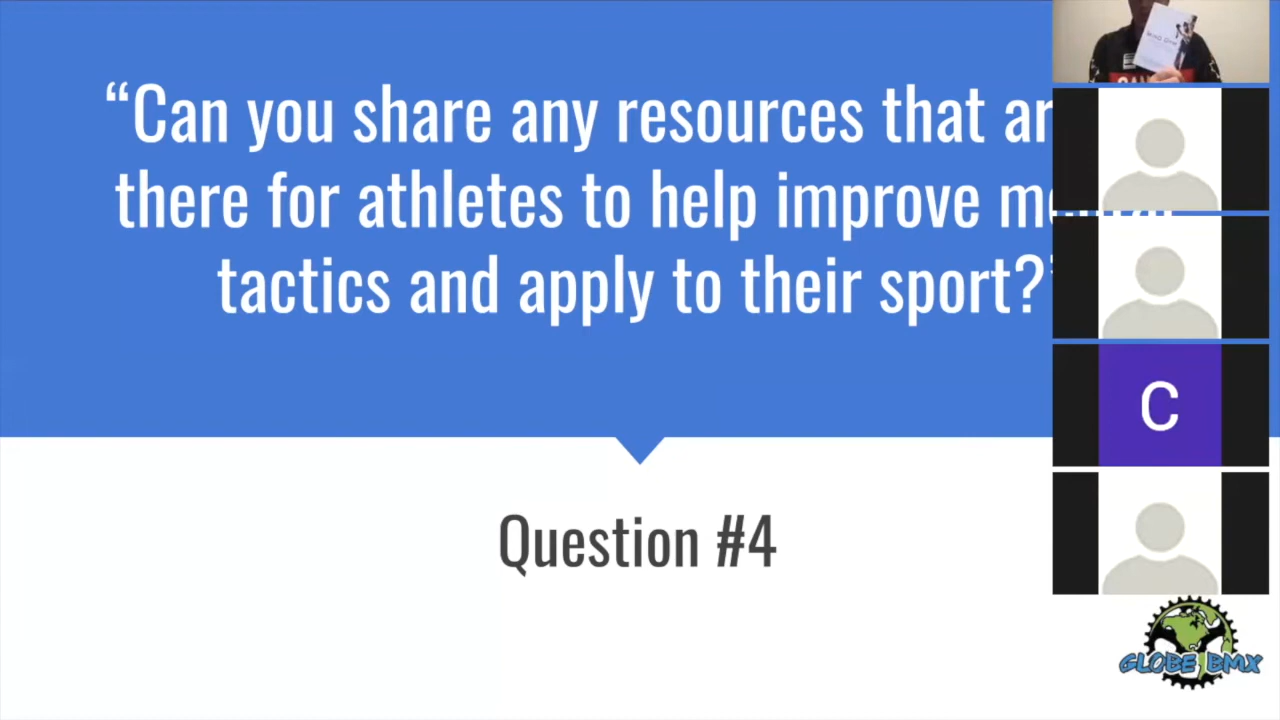 “Can you share any resources that
there for athletes to help improve
tactics and apply to their sport?
Question #4
C
GLOBE BMX